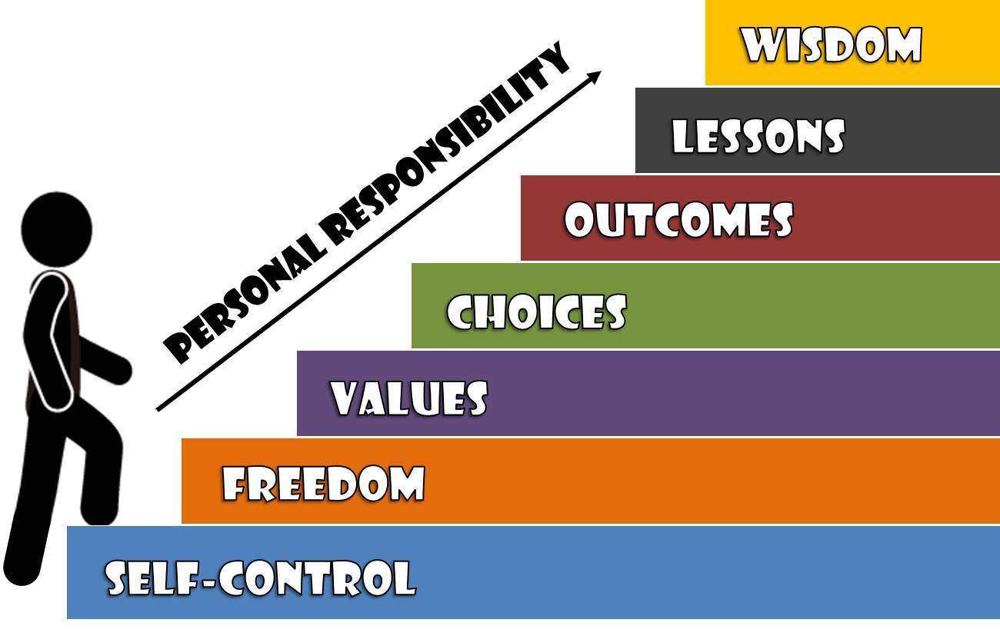 WISDOM
LESSONS
OUTCOMES
CHOICES
VALUES
FREEDOM
SELF-CONTROL
PERSONAL RESPONSIBILITY